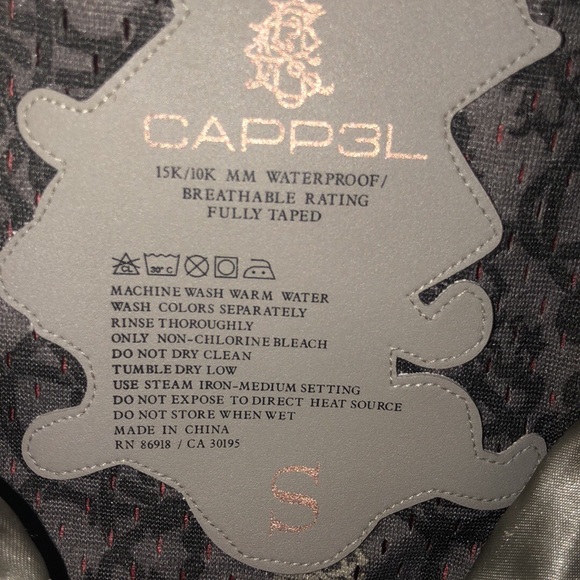 CAPP3L
15K/10K MM WATERPROOF/
BREATHABLE RATING
FULLY TAPED
CL 30°C
MACHINE WASH WARM WATER
WASH COLORS SEPARATELY
RINSE THOROUGHLY
ONLY NON-CHLORINE BLEACH
DO NOT DRY CLEAN
TUMBLE DRY LOW
USE STEAM IRON-MEDIUM SETTING
DO NOT EXPOSE TO DIRECT HEAT SOURCE
DO NOT STORE WHEN WET
MADE IN CHINA
RN 86918 / CA 30195
S